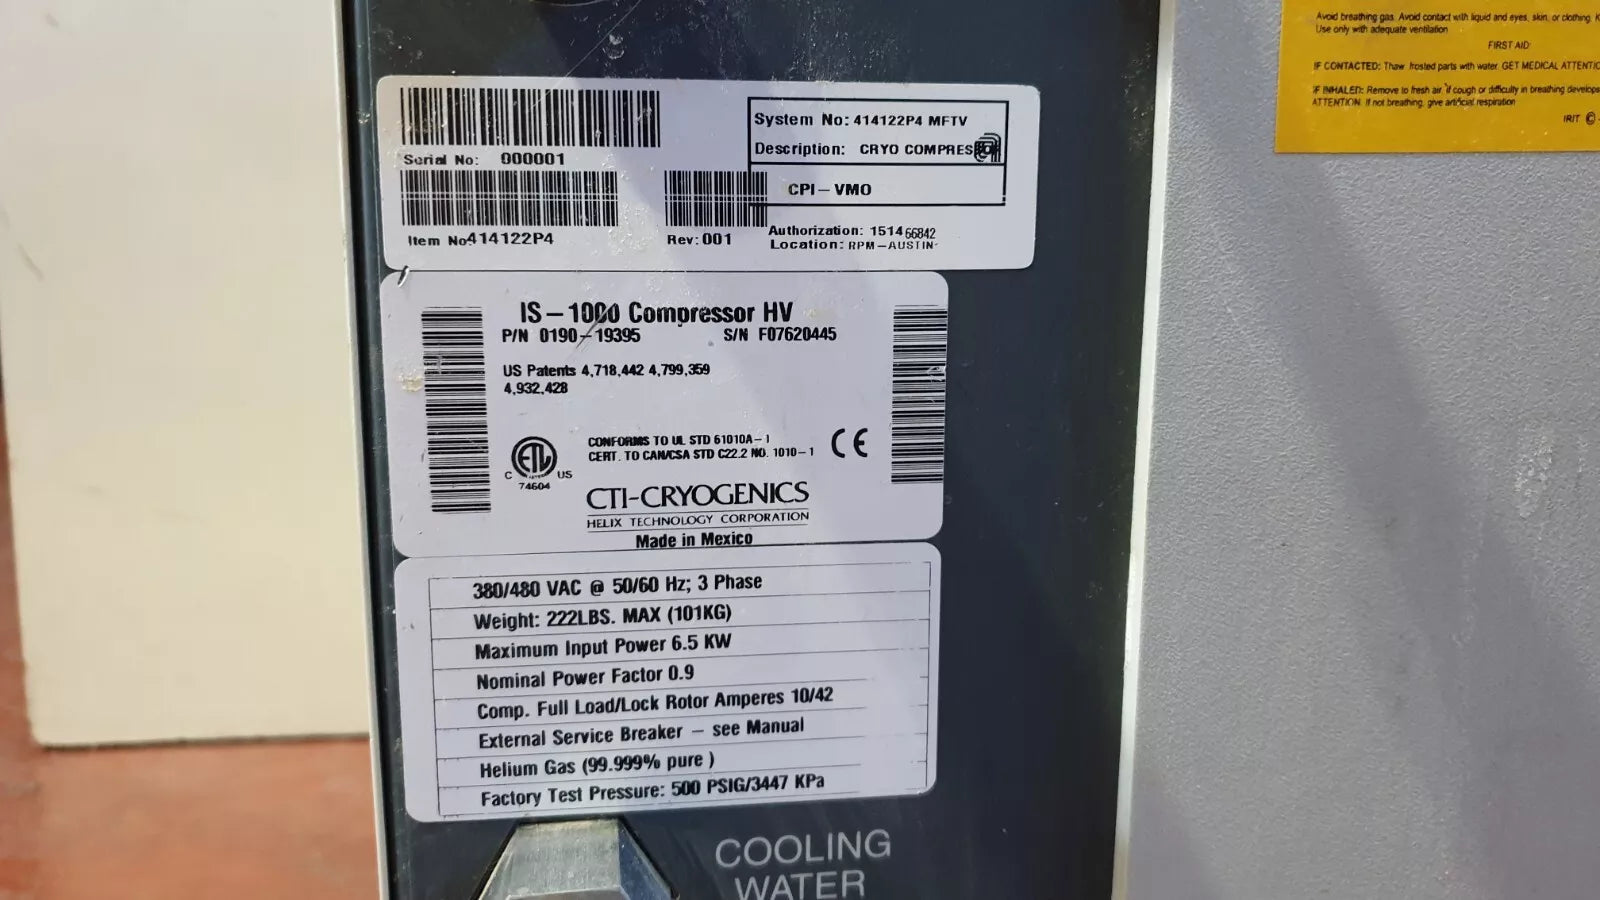 Serial No: 000001
Item No414122P4
Rev:001
System No: 414122P4 MFTV
Description: CRYO COMPRES
CPI-VMO
Authorization: 151466842
Location: RPM-AUSTIN
IS-1000 Compressor HV
P/N 0190-19395 S/N F07620445
US Patents 4,718,442 4,799,359
4,932,428
ETL
C US
74604
CONFORMS TO UL STD 61010A-1
CERT. TO CAN/CSA STD C22.2 NO. 1010-1
CE
CTI-CRYOGENICS
HELIX TECHNOLOGY CORPORATION
Made in Mexico
380/480 VAC @ 50/60 Hz; 3 Phase
Weight: 222LBS. MAX (101KG)
Maximum Input Power 6.5 KW
Nominal Power Factor 0.9
Comp. Full Load/Lock Rotor Amperes 10/42
External Service Breaker - see Manual
Helium Gas (99.999% pure )
Factory Test Pressure: 500 PSIG/3447 KPa
COOLING
WATER
Avoid breathing gas. Avoid contact with liquid and eyes, skin, or clothing.
Use only with adequate ventilation
FIRST AID:
IF CONTACTED: Thaw frosted parts with water. GET MEDICAL
IF INHALED: Remove to fresh air if cough or difficulty in breathing develops
ATTENTION. If not breathing, give artificial respiration
IRIT ©